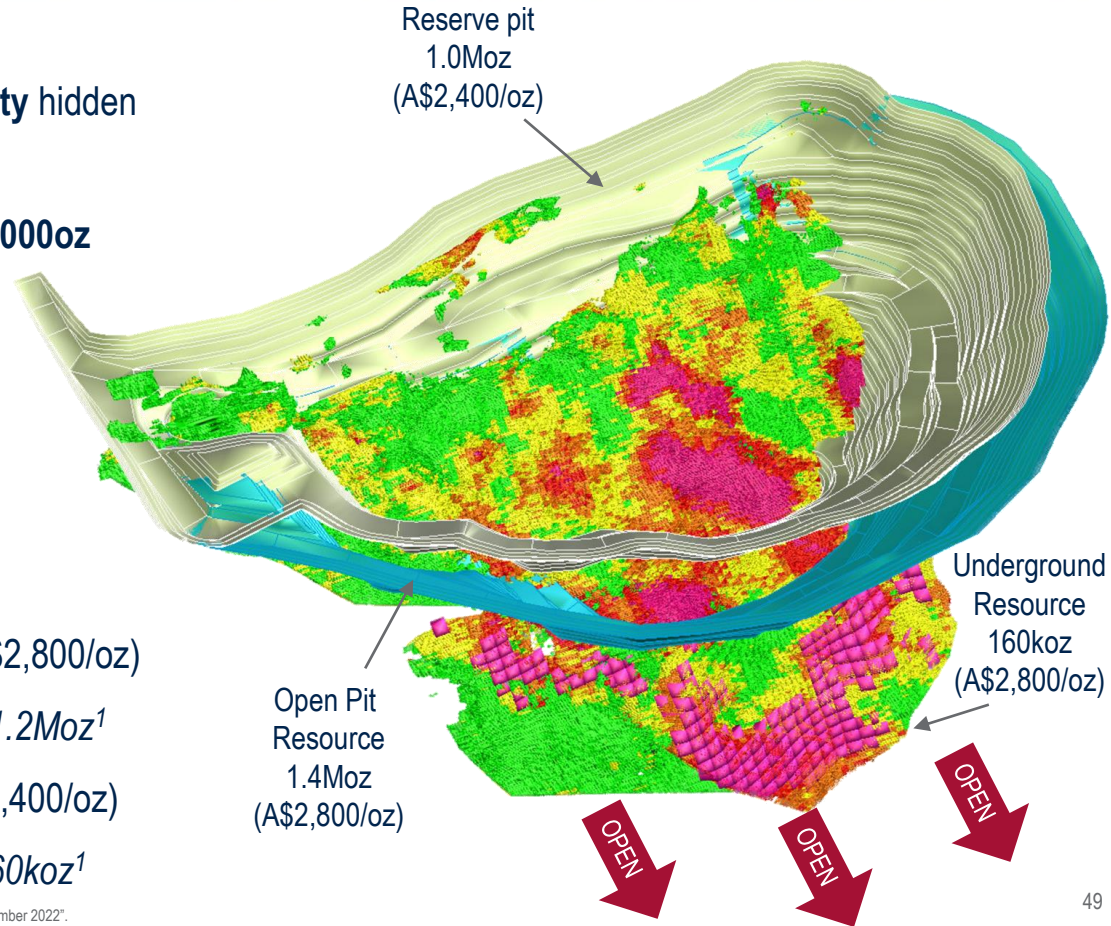 Reserve pit
1.0Moz
(A$2,400/oz)
ty hidden
000oz
$2,800/oz)
1.2Moz1
,400/oz)
60koz1
mber 2022".
Open Pit
Resource
1.4Moz
(A$2,800/oz)
Underground
Resource
160koz
(A$2,800/oz)
OPEN
OPEN
OPEN
49